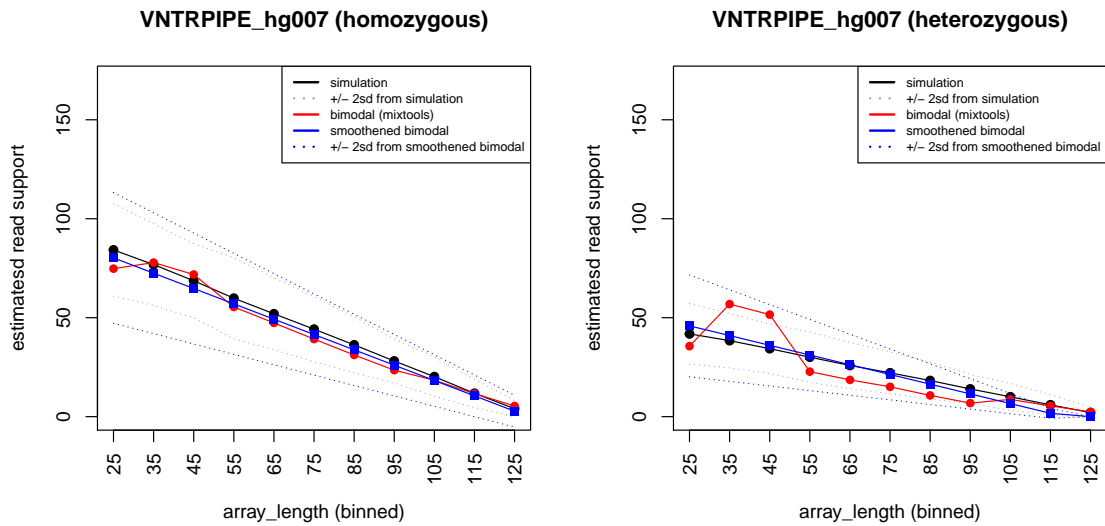 VNTRPIPE_hg007 (homozygous)
simulation
+/− 2sd from simulation
bimodal (mixtools)
smoothened bimodal
+/− 2sd from smoothened bimodal
estimatesd read support
0
50
100
150
25 35 45 55 65 75 85 95 105 115 125
array_length (binned)
VNTRPIPE_hg007 (heterozygous)
simulation
+/− 2sd from simulation
bimodal (mixtools)
smoothened bimodal
+/− 2sd from smoothened bimodal
estimatesd read support
0
50
100
150
25 35 45 55 65 75 85 95 105 115 125
array_length (binned)